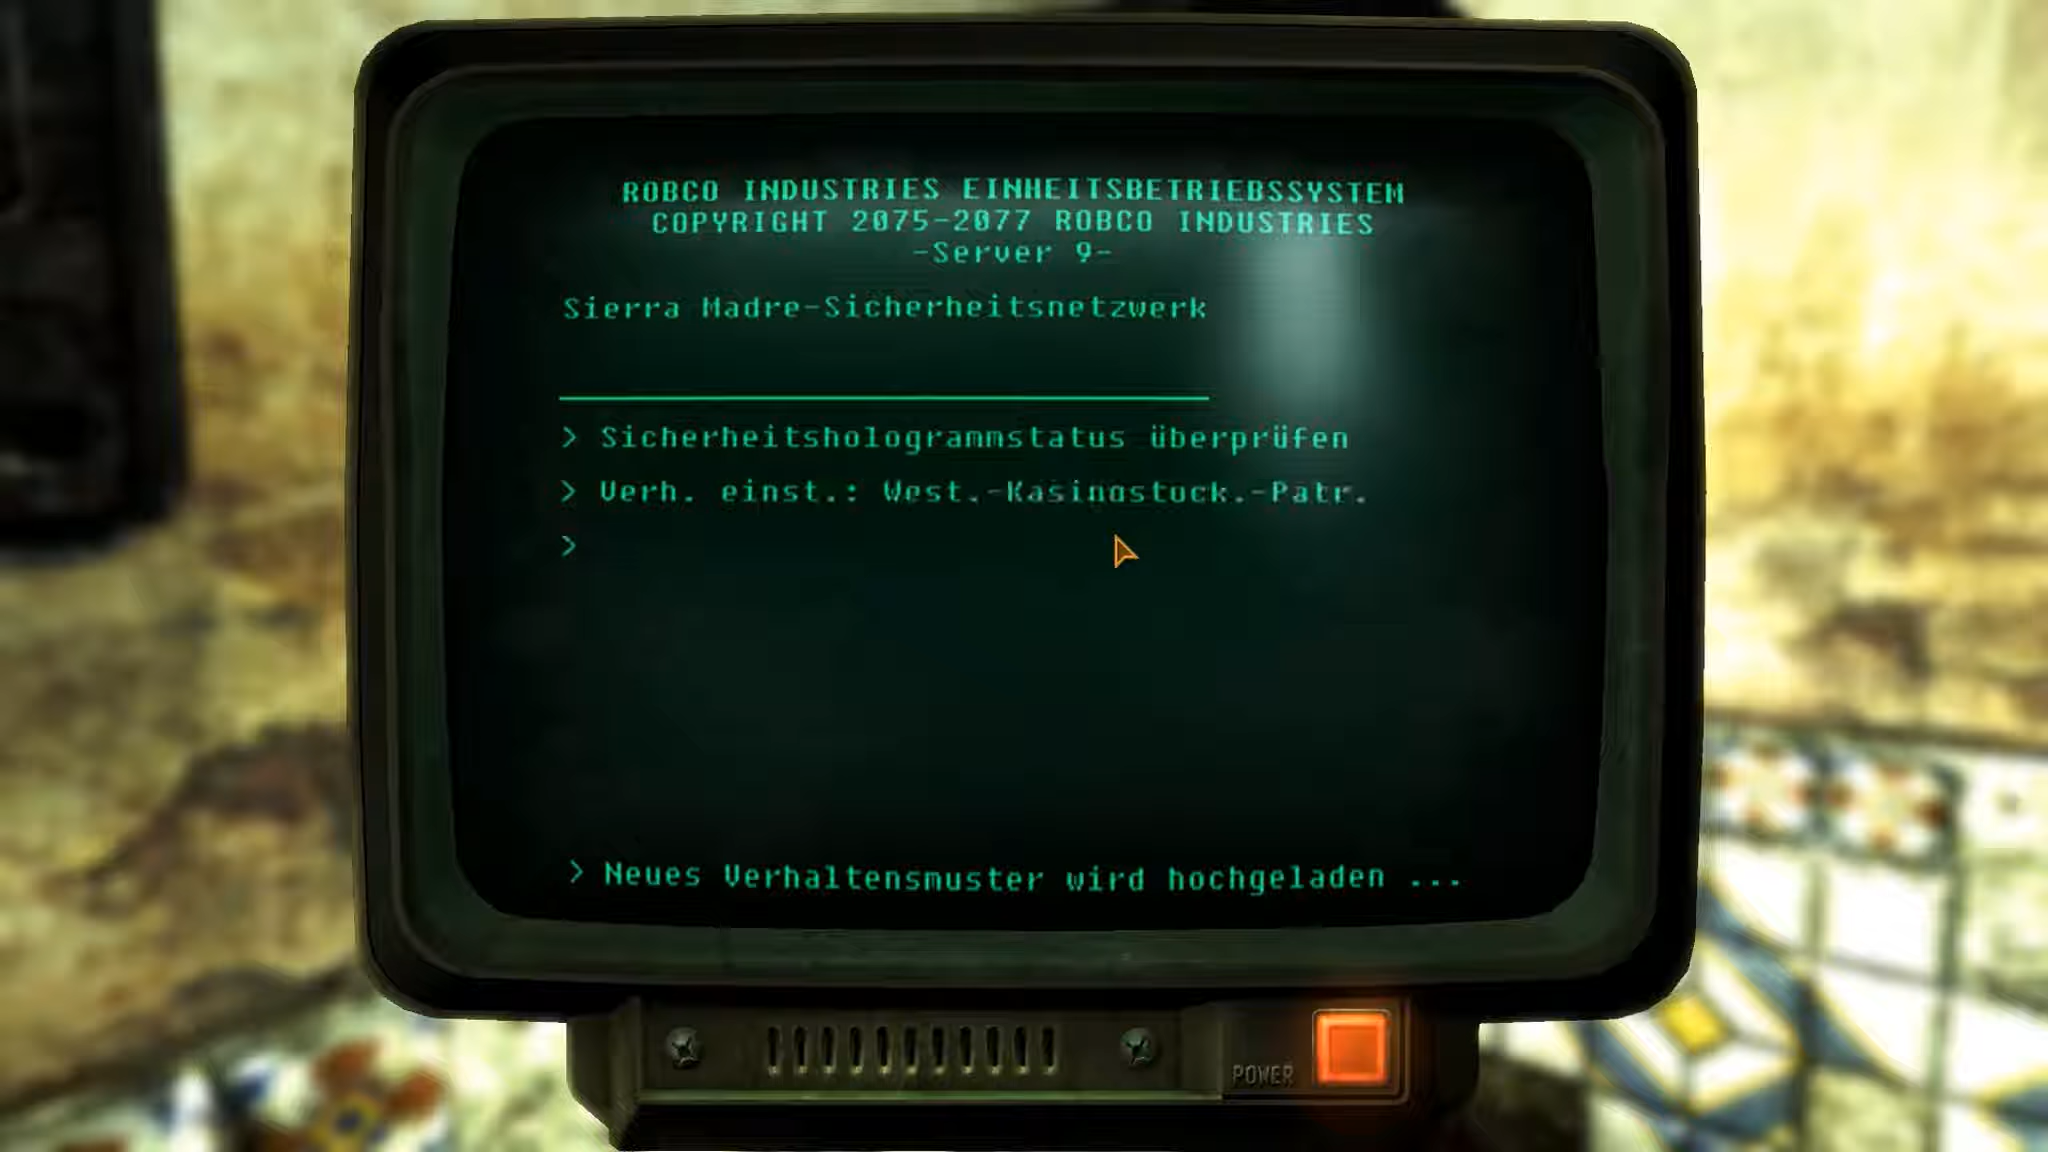 ROBCO INDUSTRIES EINHEITSBETRIEBSSYSTEM
COPYRIGHT 2075-2077 ROBCO INDUSTRIES
-Server 9-
Sierra Madre-Sicherheitsnetzwerk
> Sicherheitshologrammstatus überprüfen
> Verh. einst.: West.-Kasinostock.-Patr.
>
> Neues Verhaltensmuster wird hochgeladen ...
POWER